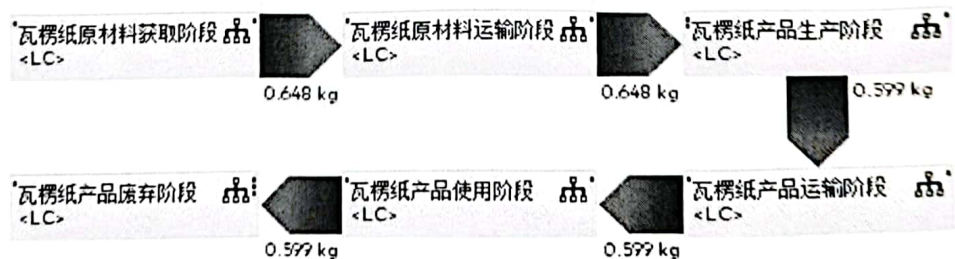 瓦楞纸原材料获取阶段
<LC>
0.648 kg
瓦楞纸原材料运输阶段
<LC>
0.648 kg
瓦楞纸产品生产阶段
<LC>
0.599 kg
瓦楞纸产品运输阶段
<LC>
0.599 kg
瓦楞纸产品使用阶段
<LC>
0.599 kg
瓦楞纸产品废弃阶段
<LC>